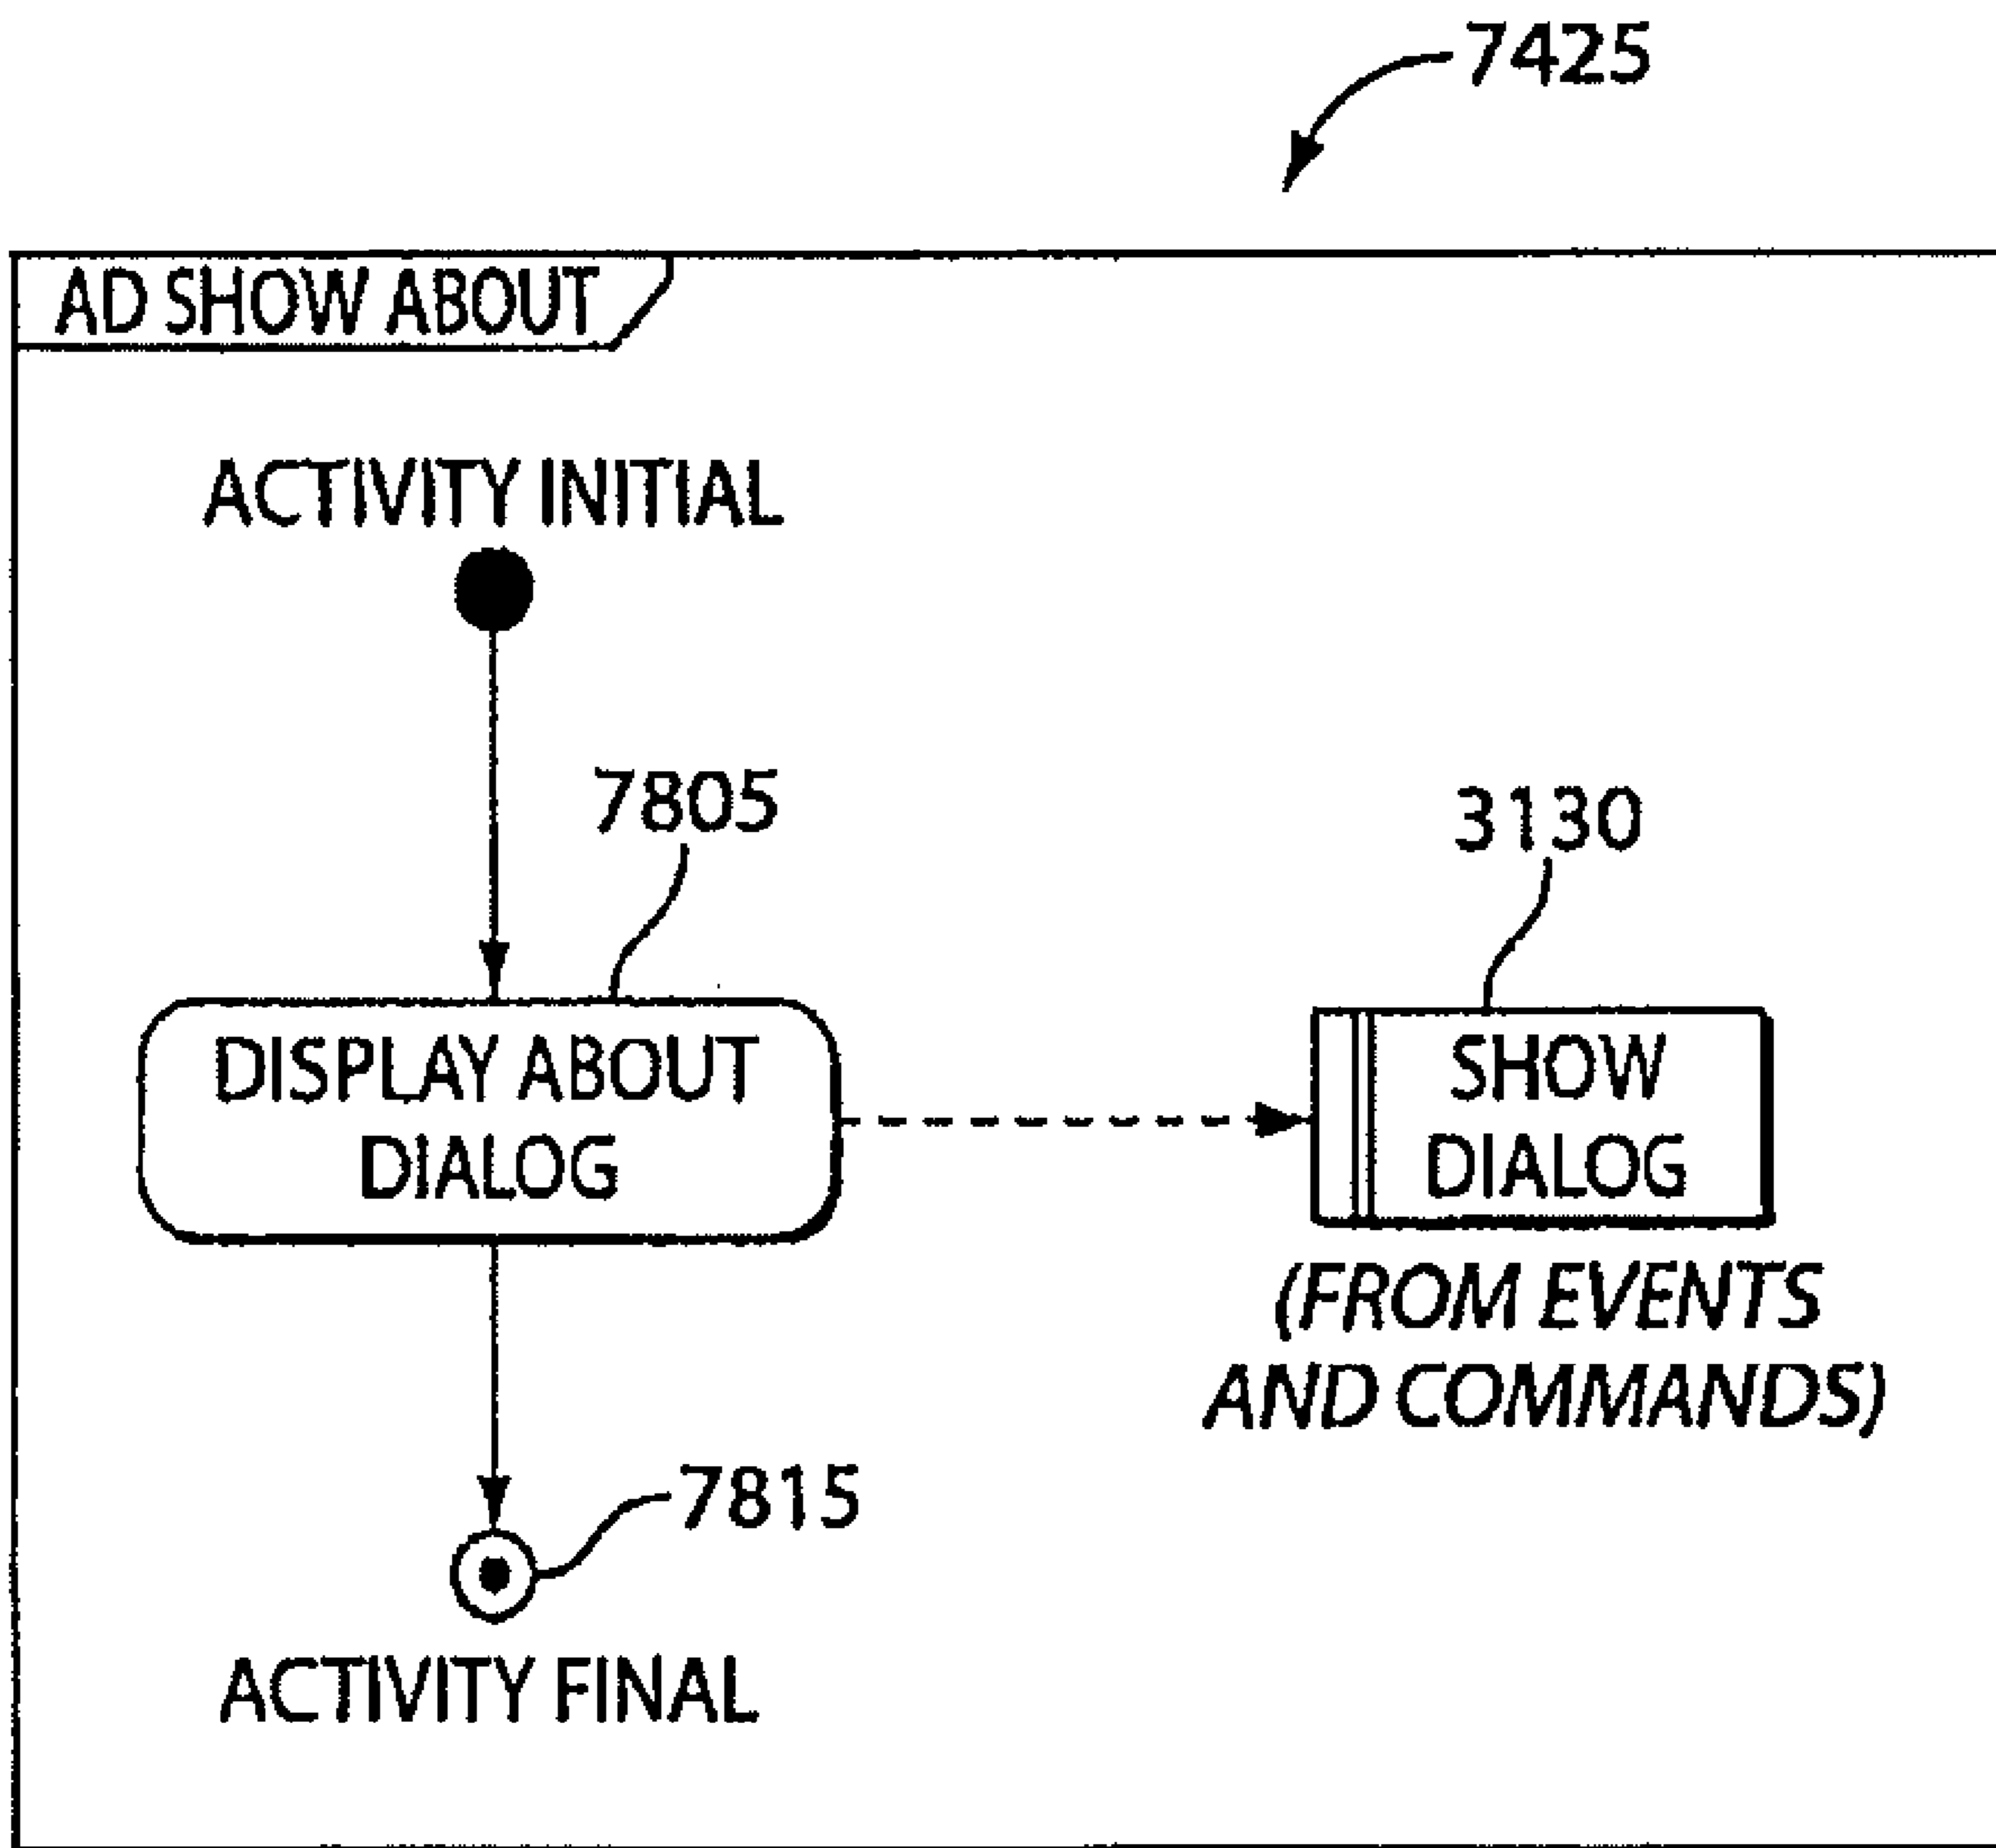 7425
AD SHOW ABOUT
ACTIVITY INITIAL
7805
3130
DISPLAY ABOUT
DIALOG
SHOW
DIALOG
(FROM EVENTS
AND COMMANDS)
7815
ACTIVITY FINAL